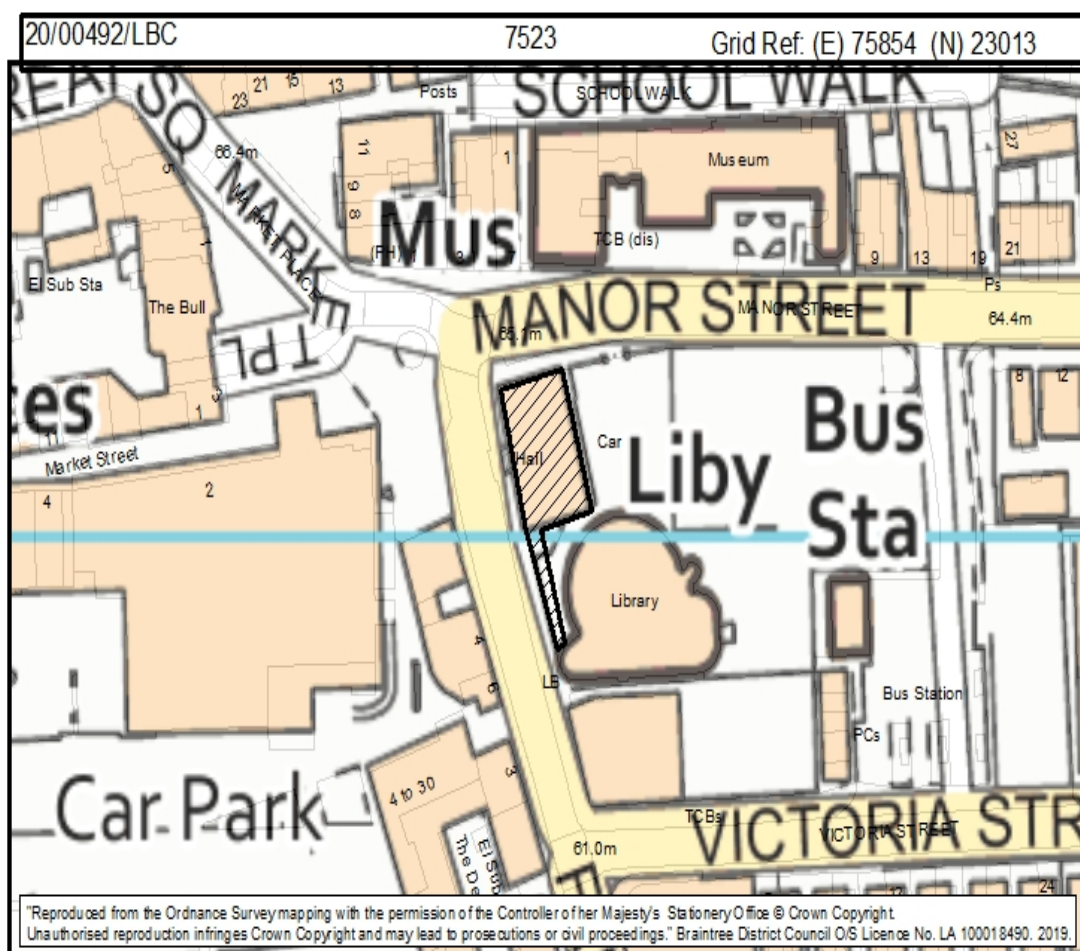 20/00492/LBC 7523 Grid Ref: (E) 75854 (N) 23013
SQ
SCHOOL WALK
SCHOOL WALK
Posts
23 21 15 13
66.4m
5
MARKE
MARKET PLACE
11
9
8
(PH)
1
Mus
Museum
TCB (dis)
27
21
9 13 19
Ps
El Sub Sta
The Bull
1
TPL
MANOR STREET
MANOR STREET
65.1m
64.4m
8 12
3
1
11
Market Street
4
2
Hall
Car
Liby
Bus
Sta
Library
4
6
LB
Bus Station
PCs
Car Park
4 to 30
3
El Sub
TCBs
VICTORIA STR
VICTORIA STREET
61.0m
24
"Reproduced from the Ordnance Survey mapping with the permission of the Controller of her Majesty's Stationery Office © Crown Copyright.
Unauthorised reproduction infringes Crown Copyright and may lead to prosecutions or civil proceedings." Braintree District Council O/S Licence No. LA 100018490. 2019.